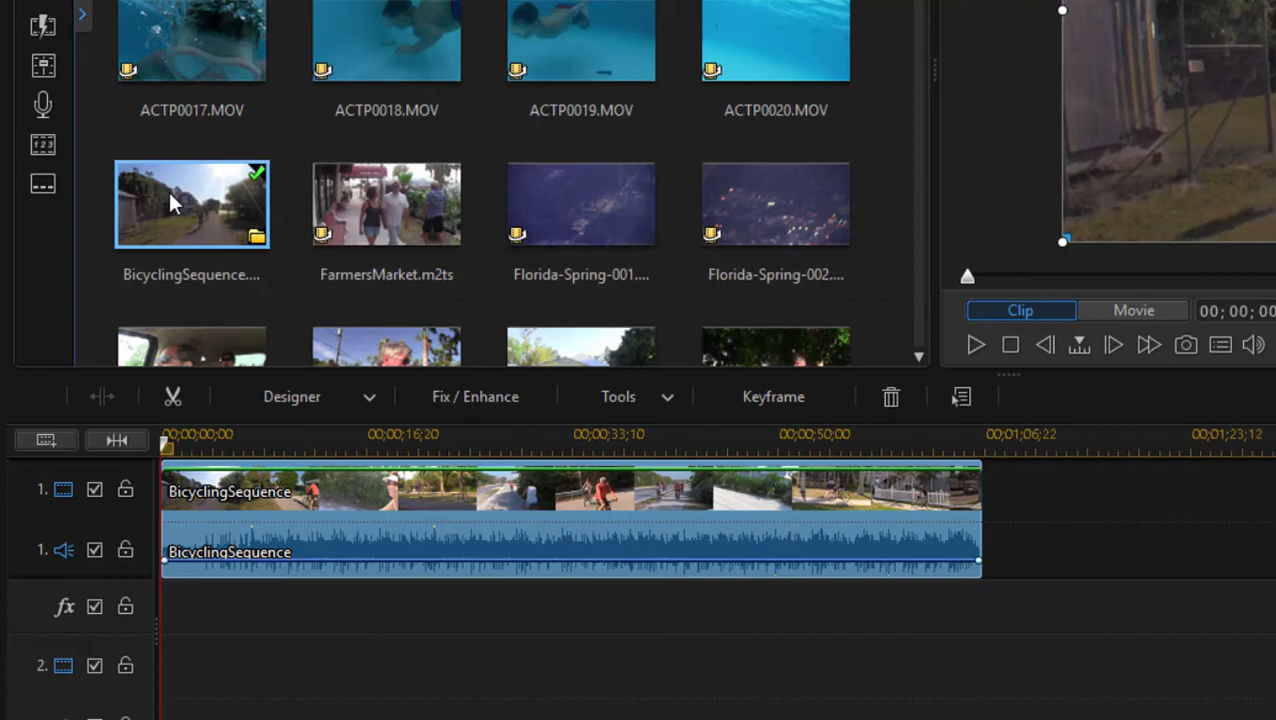 ACTP0017.MOV ACTP0018.MOV ACTP0019.MOV ACTP0020.MOV
BicyclingSequence.... FarmersMarket.m2ts Florida-Spring-001.... Florida-Spring-002....
Clip Movie 00;00;00
Designer Fix / Enhance Tools Keyframe
00;00;00;00 00;00;16;20 00;00;33;10 00;00;50;00 00;01;06;22 00;01;23;12
1. BicyclingSequence
1. BicyclingSequence
fx
2.
123